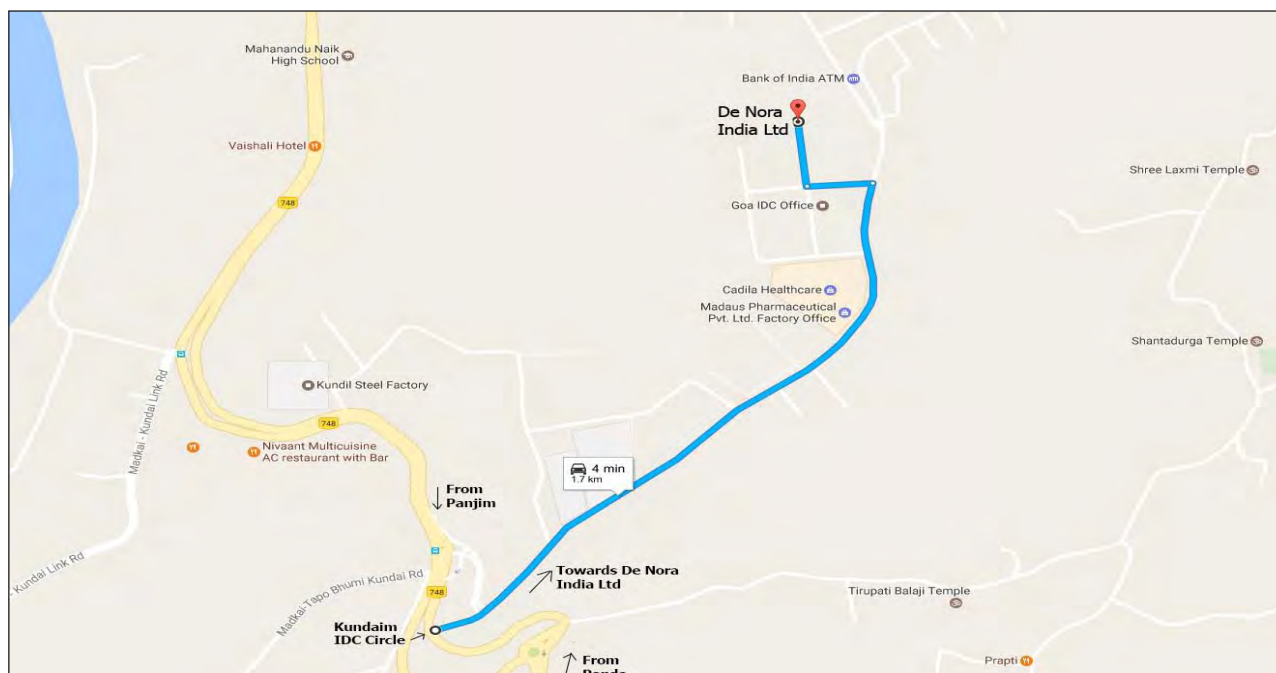 Mahanandu Naik
High School
Bank of India ATM
De Nora
India Ltd
Vaishali Hotel
Shree Laxmi Temple
748
Goa IDC Office
Cadila Healthcare
Madaus Pharmaceutical
Pvt. Ltd. Factory Office
Shantadurga Temple
Madkai - Kundai Link Rd
Kundil Steel Factory
748
Nivaant Multicuisine
AC restaurant with Bar
4 min
1.7 km
From
Panjim
Kundai Link Rd
Madkai-Tapo Bhumi Kundai Rd
Towards De Nora
India Ltd
748
Tirupati Balaji Temple
Kundaim
IDC Circle
From
Prapti